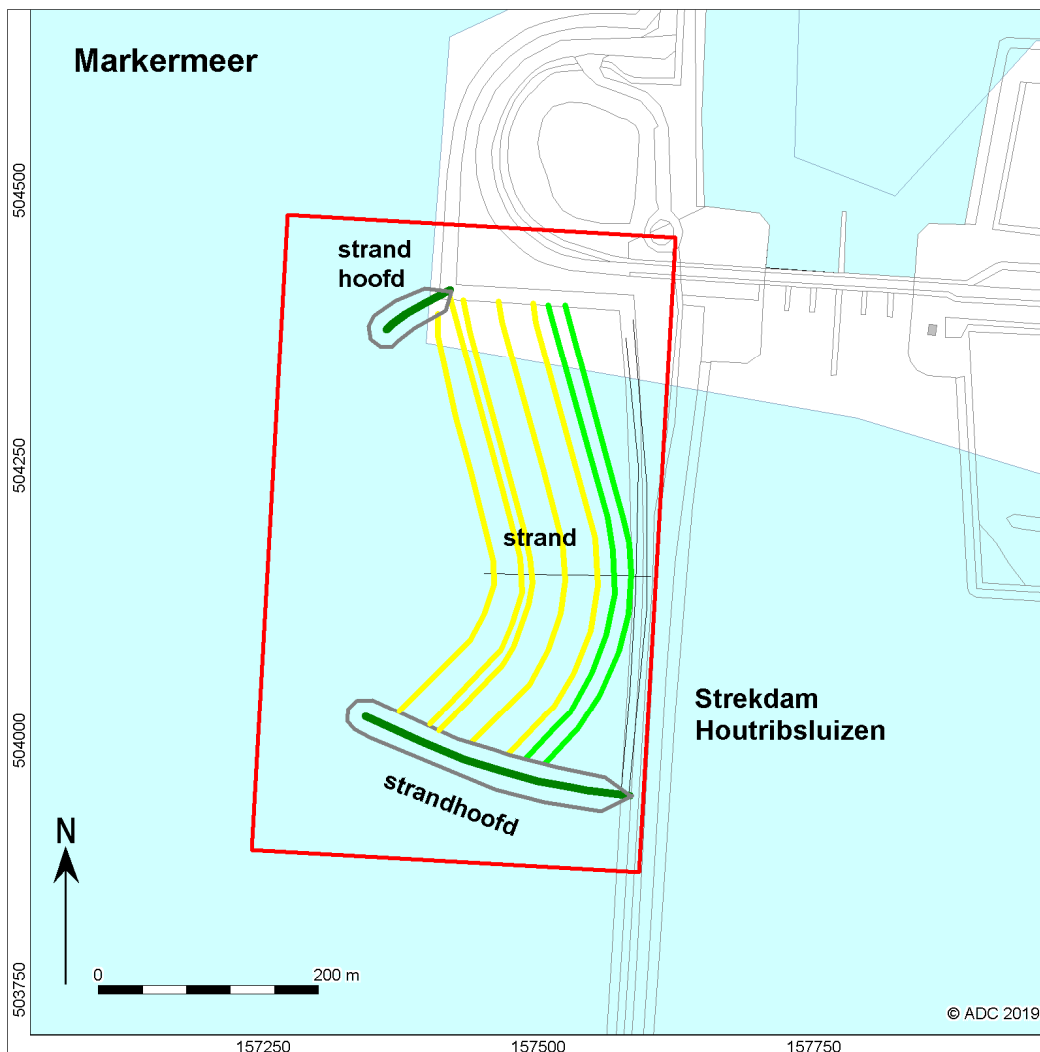 Markermeer
504500
strand
hoofd
504250
strand
Strekdam
Houtribsluizen
504000
strandhoofd
N
0 200 m
503750
© ADC 2019
157250 157500 157750